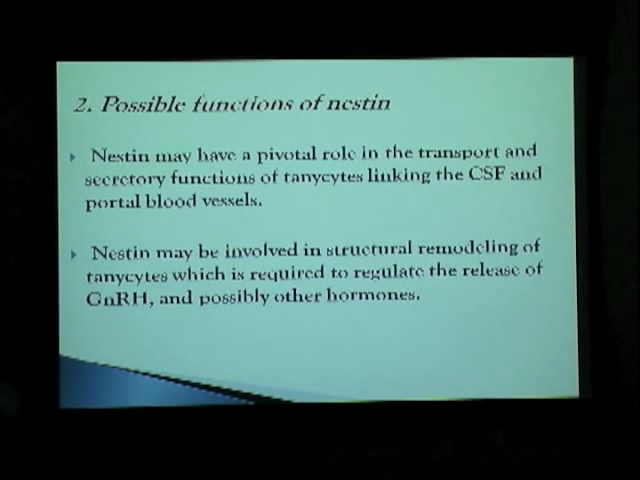 2. Possible functions of nestin
Nestin may have a pivotal role in the transport and
secretory functions of tanycytes linking the CSF and
portal blood vessels.
Nestin may be involved in structural remodeling of
tanycytes which is required to regulate the release of
GnRH, and possibly other hormones.